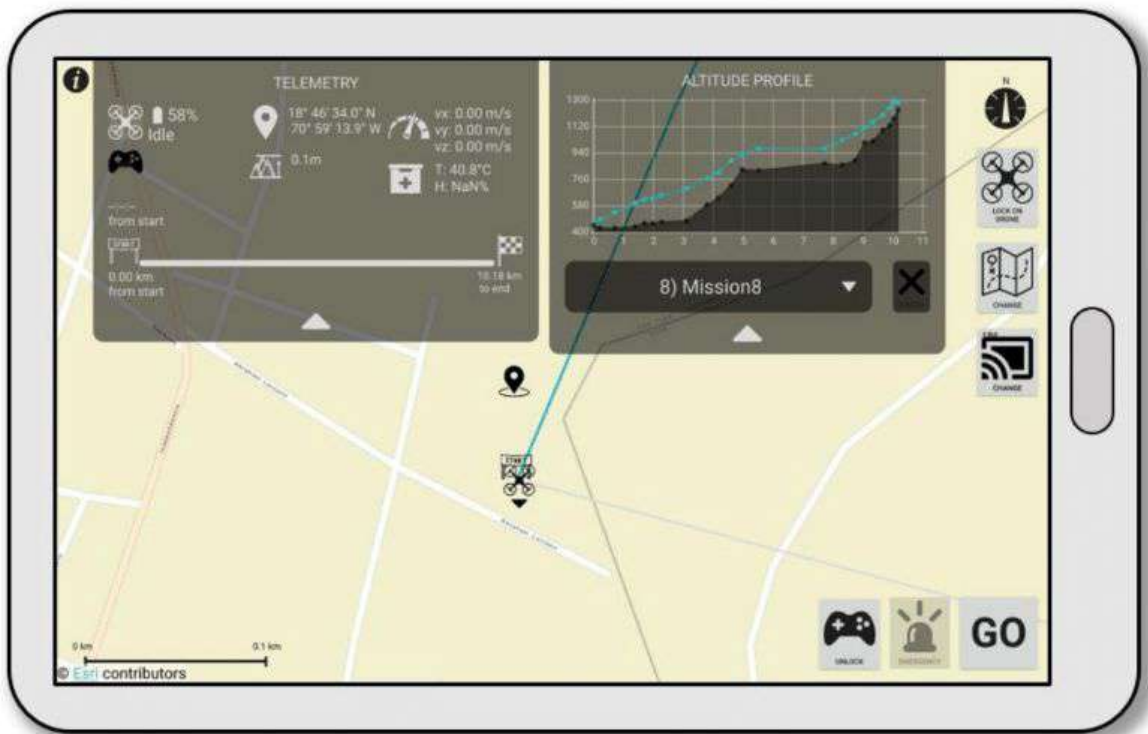 TELEMETRY
58%
Idle
18° 46' 34.0" N
70° 59' 13.9" W
vx: 0.00 m/s
vy: 0.00 m/s
vz: 0.00 m/s
0.1m
T: 40.8°C
H: NaN%
--:--
from start
START
0.00 km
from start
10.18 km
to end
ALTITUDE PROFILE
1300
1120
940
760
580
400
0 1 2 3 4 5 6 7 8 9 10 11
8) Mission8
N
LOCK ON
DRONE
CHANGE
CHANGE
START
Abraham Lincoln
Abraham Lincoln
UNLOCK
EMERGENCY
GO
0 km
0.1 km
© Esri contributors